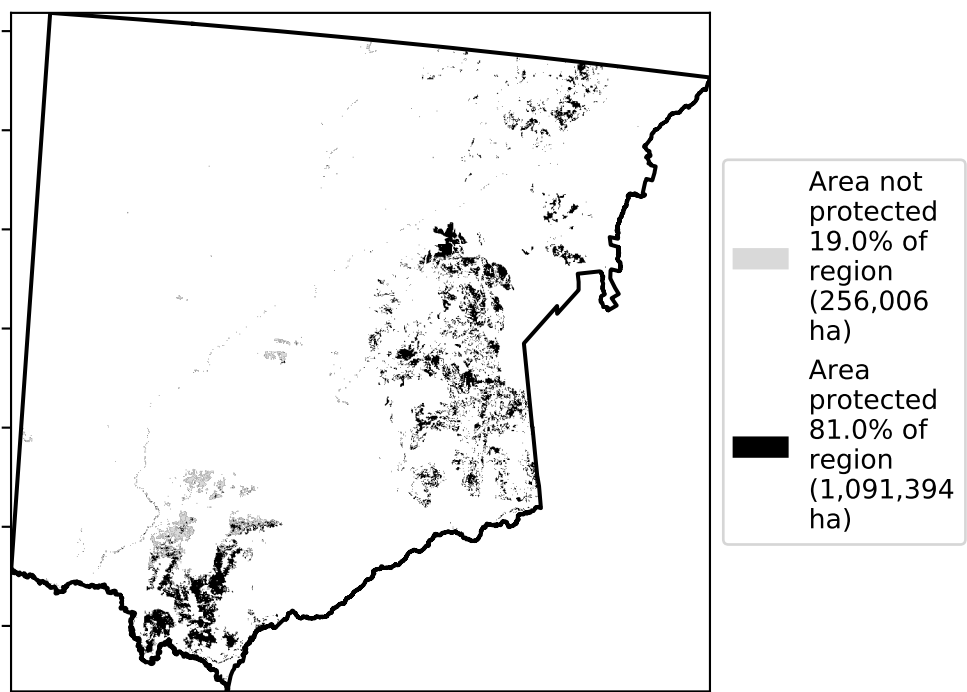 Area not
protected
19.0% of
region
(256,006
ha)
Area
protected
81.0% of
region
(1,091,394
ha)